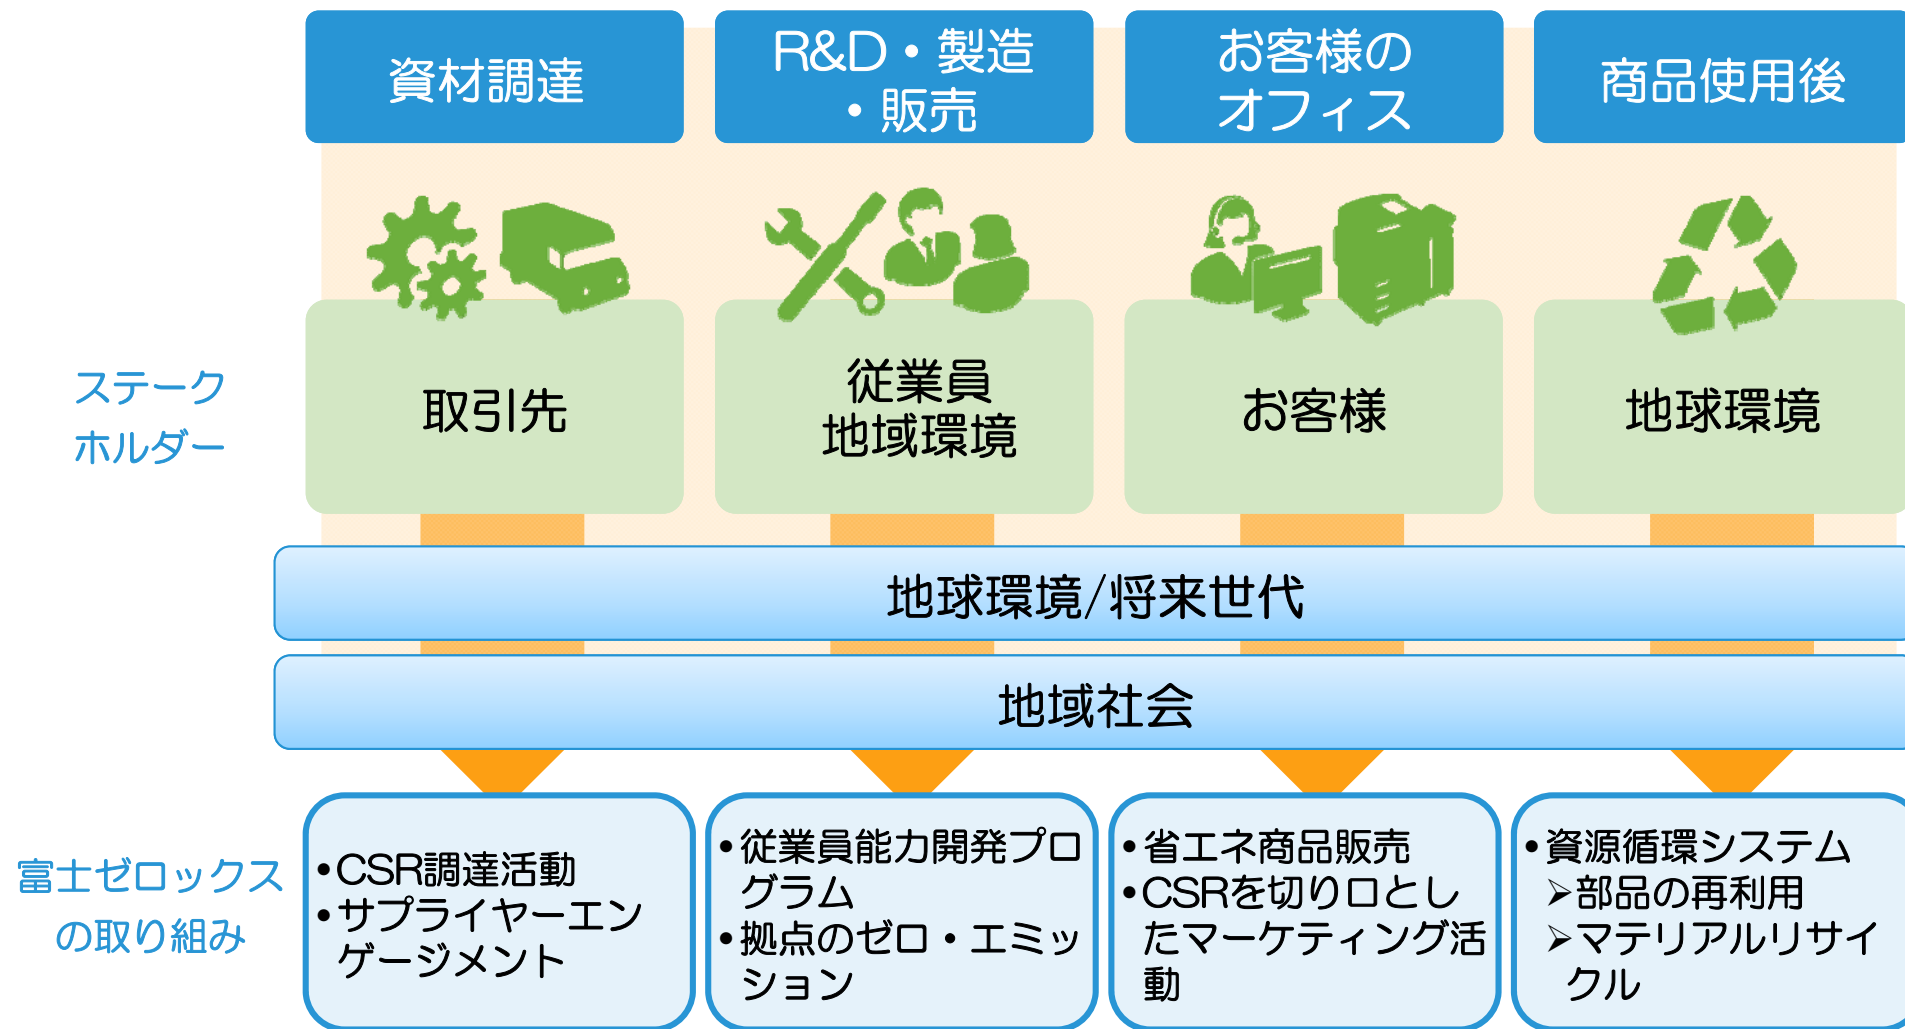 資材調達
R&D・製造
・販売
お客様の
オフィス
商品使用後
ステーク
ホルダー
取引先
従業員
地域環境
お客様
地球環境
地球環境/将来世代
地域社会
富士ゼロックス
の取り組み
•CSR調達活動
•サプライヤーエン
ゲージメント
•従業員能力開発プロ
グラム
•拠点のゼロ・エミッ
ション
•省エネ商品販売
•CSRを切り口とし
たマーケティング活
動
•資源循環システム
➢部品の再利用
➢マテリアルリサイ
クル